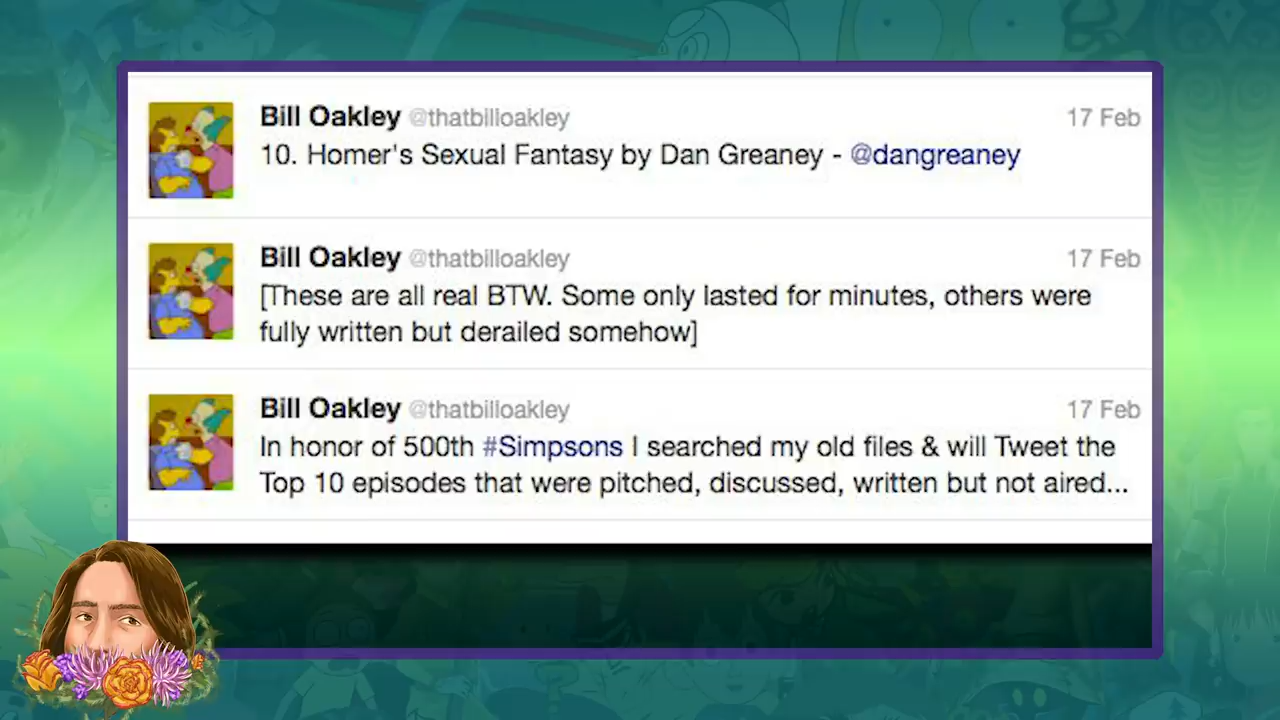 Bill Oakley @thatbilloakley 17 Feb
10. Homer's Sexual Fantasy by Dan Greaney - @dangreaney
Bill Oakley @thatbilloakley 17 Feb
[These are all real BTW. Some only lasted for minutes, others were
fully written but derailed somehow]
Bill Oakley @thatbilloakley 17 Feb
In honor of 500th #Simpsons I searched my old files & will Tweet the
Top 10 episodes that were pitched, discussed, written but not aired...